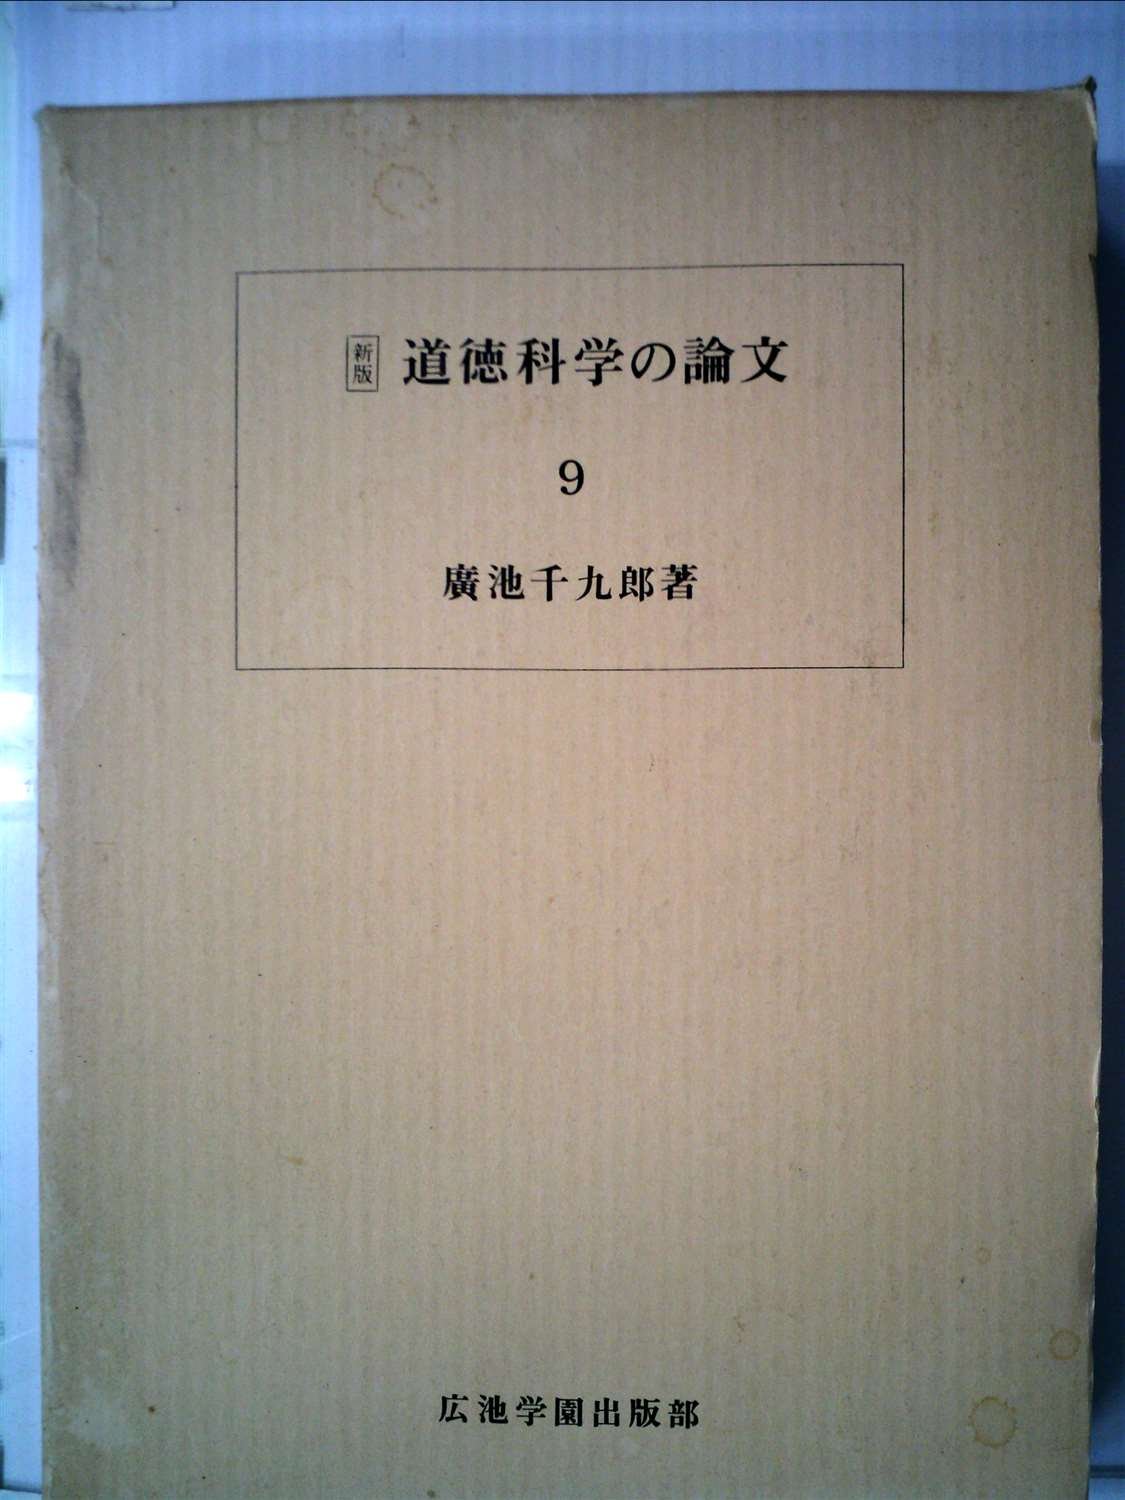 新版 道徳科学の論文
9
廣池千九郎著
広池学園出版部